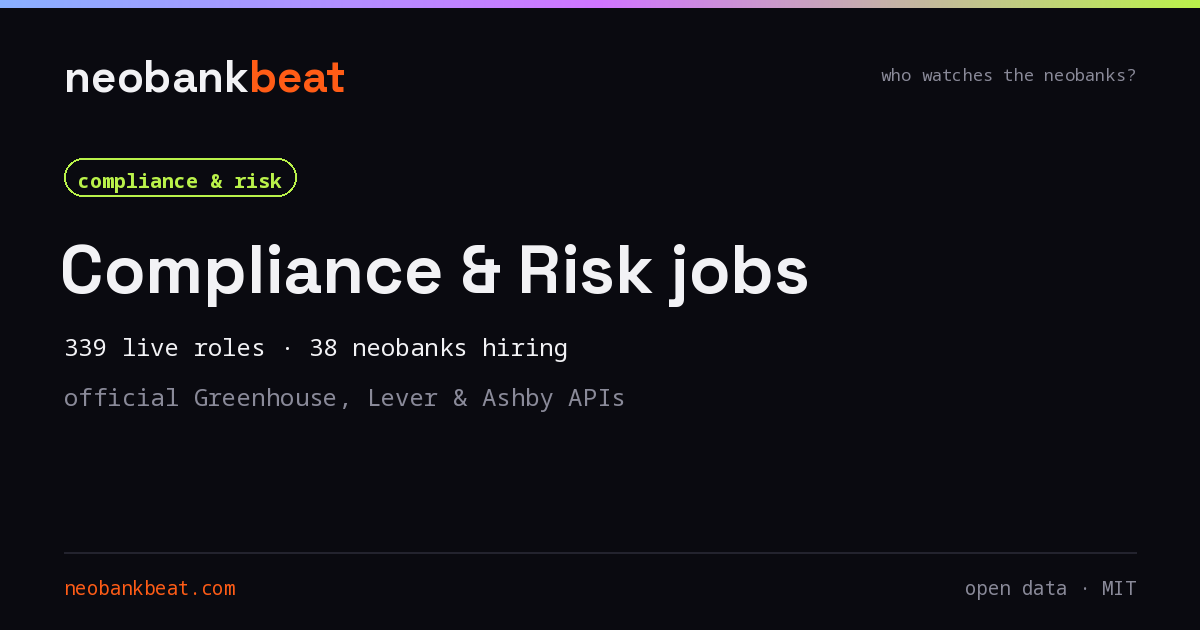 neobankbeat
who watches the neobanks?
compliance & risk
Compliance & Risk jobs
339 live roles · 38 neobanks hiring
official Greenhouse, Lever & Ashby APIs
neobankbeat.com
open data · MIT